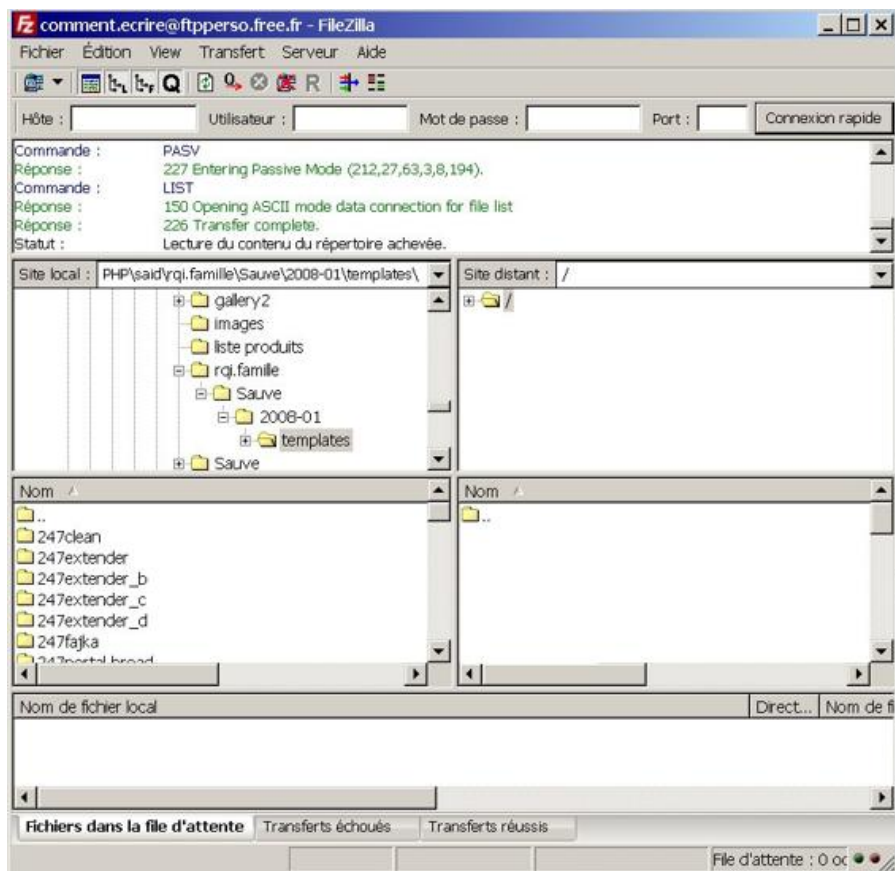 comment.ecrire@ftpperso.free.fr - FileZilla
Fichier Édition View Transfert Serveur Aide
Hôte : Utilisateur : Mot de passe : Port : Connexion rapide
Commande : PASV
Réponse : 227 Entering Passive Mode (212,27,63,3,8,194).
Commande : LIST
Réponse : 150 Opening ASCII mode data connection for file list
Réponse : 226 Transfer complete.
Statut : Lecture du contenu du répertoire achevée.
Site local : PHP\said\rqi.famille\Sauve\2008-01\templates\
gallery2
images
liste produits
rqi.famille
Sauve
2008-01
templates
Sauve
Site distant : /
/
Nom
..
247clean
247extender
247extender_b
247extender_c
247extender_d
247fajka
247portal broad
Nom
..
Nom de fichier local Direct... Nom de fi
Fichiers dans la file d'attente Transferts échoués Transferts réussis
File d'attente : 0 oc